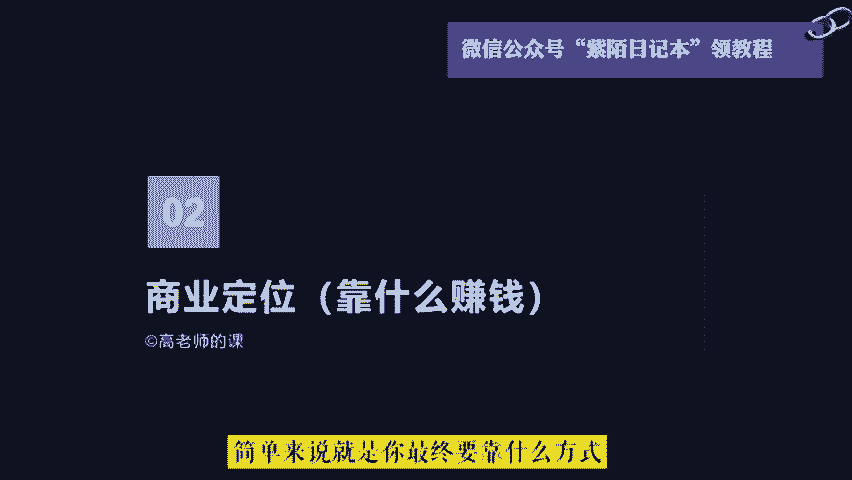 微信公众号“紫陌日记本”领教程
02
商业定位（靠什么赚钱）
©高老师的课
简单来说就是你最终要靠什么方式